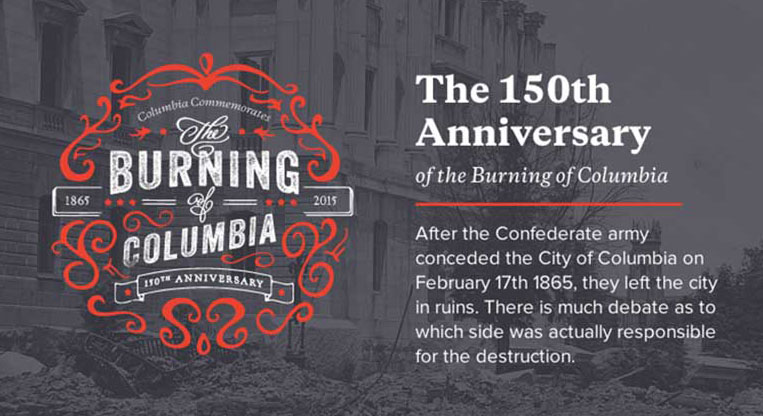 Columbia Commemorates
The
BURNING
1865 of 2015
COLUMBIA
150TH ANNIVERSARY
The 150th
Anniversary
of the Burning of Columbia
After the Confederate army
conceded the City of Columbia on
February 17th 1865, they left the city
in ruins. There is much debate as to
which side was actually responsible
for the destruction.